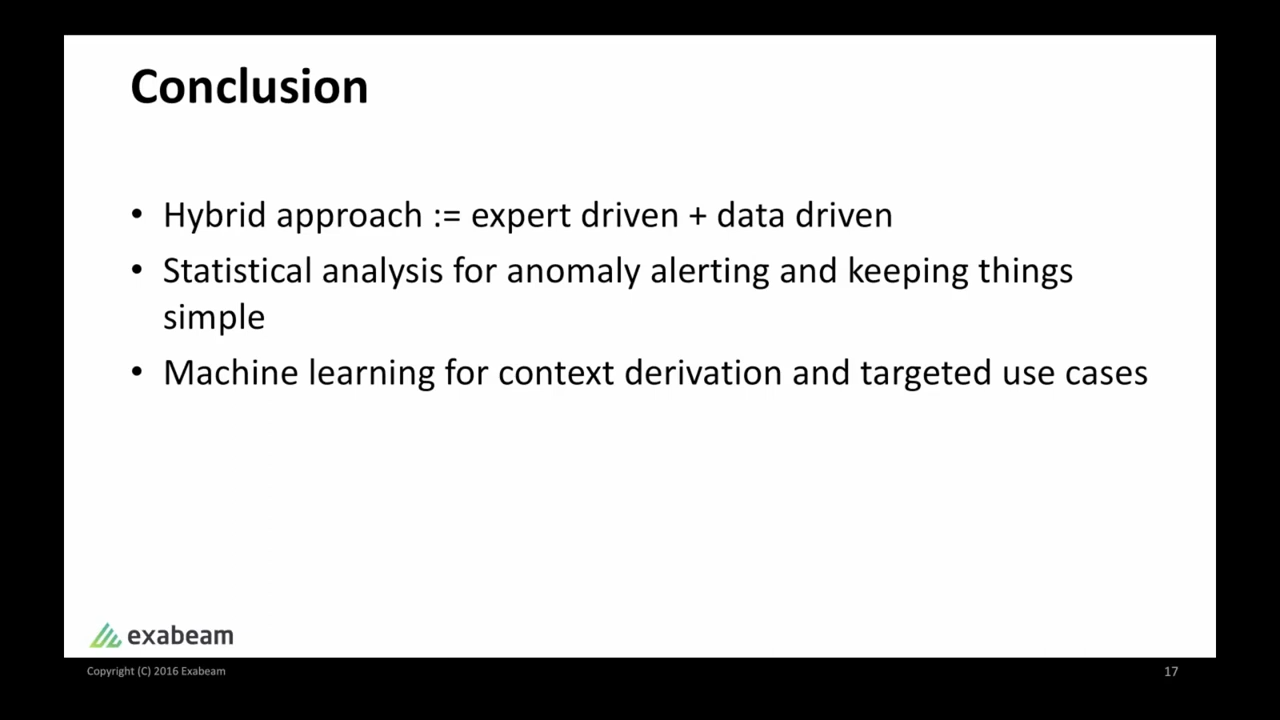 Conclusion
• Hybrid approach := expert driven + data driven
• Statistical analysis for anomaly alerting and keeping things
simple
• Machine learning for context derivation and targeted use cases
exabeam
Copyright (C) 2016 Exabeam
17